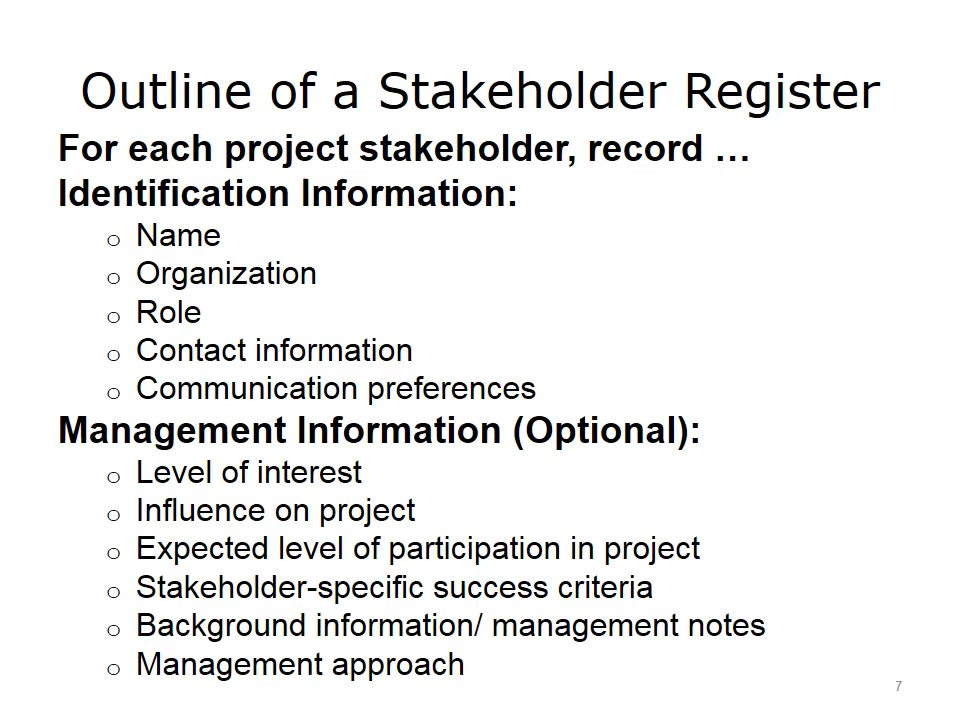 Outline of a Stakeholder Register
For each project stakeholder, record …
Identification Information:
o Name
o Organization
o Role
o Contact information
o Communication preferences
Management Information (Optional):
o Level of interest
o Influence on project
o Expected level of participation in project
o Stakeholder-specific success criteria
o Background information/ management notes
o Management approach
7